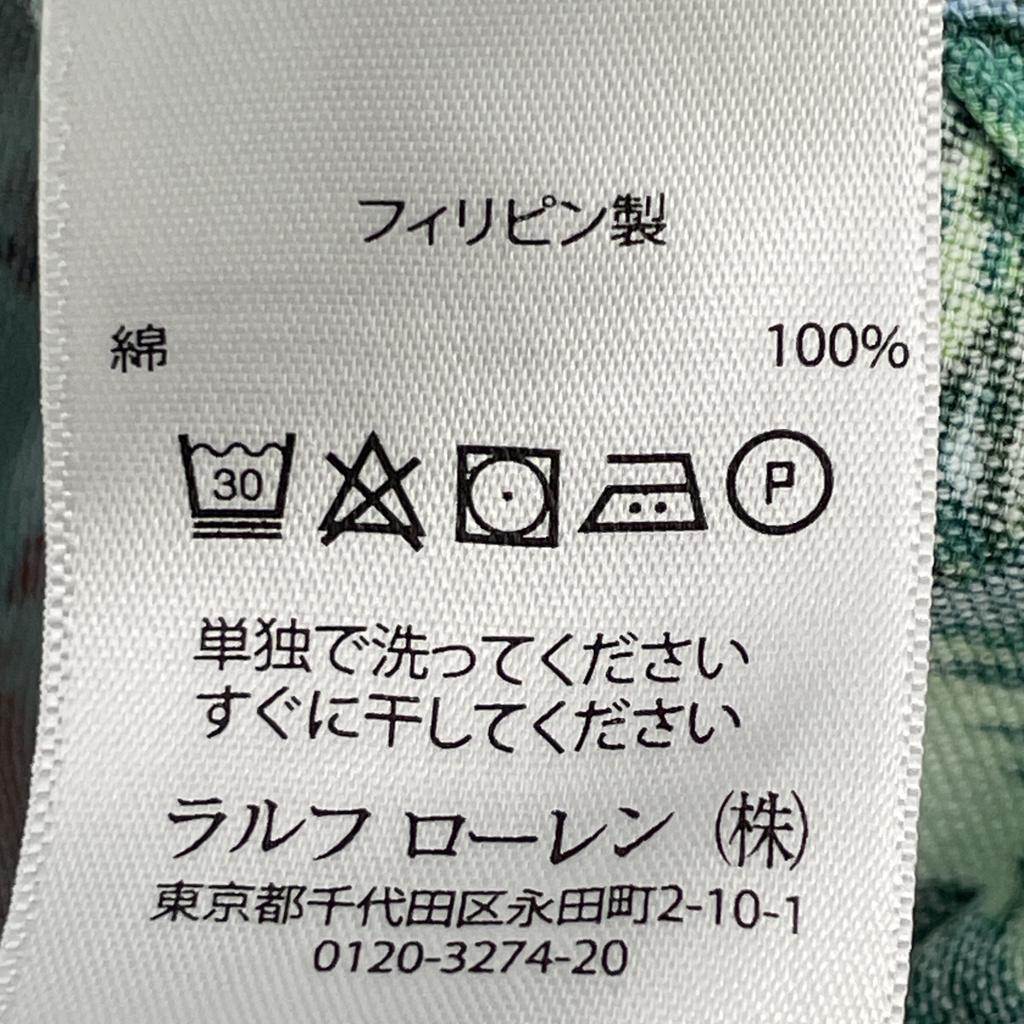 フィリピン製
綿 100%
30 P
単独で洗ってください
すぐに干してください
ラルフ ローレン (株)
東京都千代田区永田町2-10-1
0120-3274-20